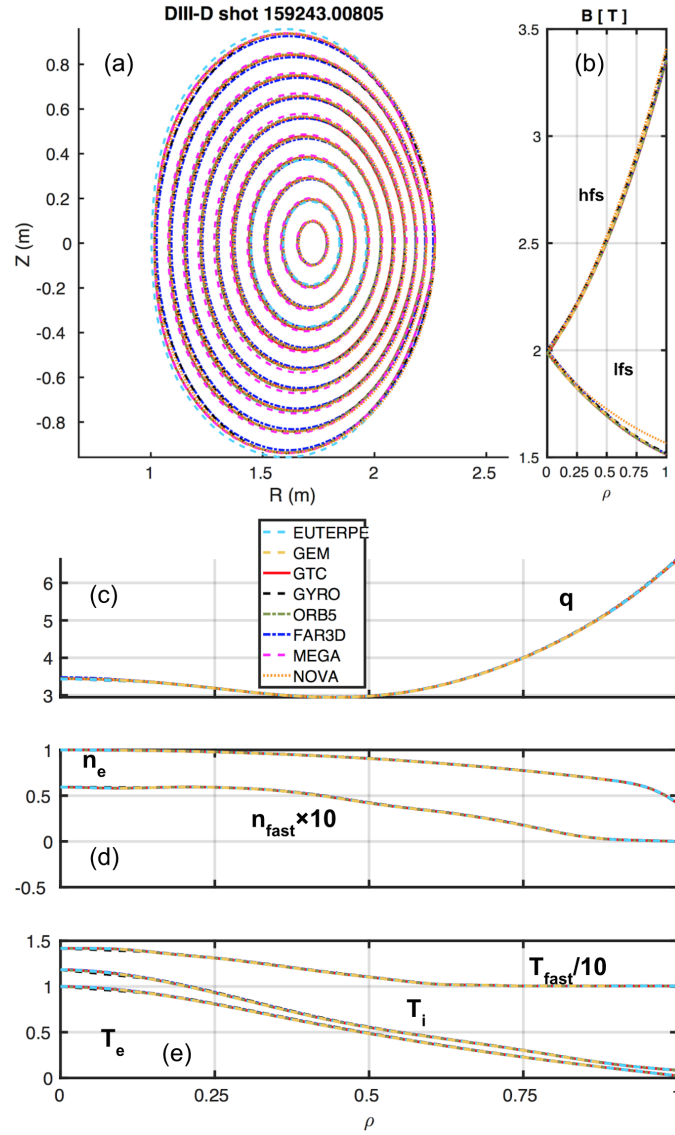 DIII-D shot 159243.00805
(a)
0.8
0.6
0.4
0.2
0
-0.2
-0.4
-0.6
-0.8
Z (m)
1
1.5
2
2.5
R (m)
B [ T ]
(b)
3.5
3
2.5
2
1.5
hfs
lfs
0
0.25
0.5
0.75
1
ρ
EUTERPE
GEM
GTC
GYRO
ORB5
FAR3D
MEGA
NOVA
(c)
q
6
5
4
3
1
0.5
0
-0.5
n_e
n_fast×10
(d)
1.5
1
0.5
0
T_fast/10
T_i
T_e
(e)
0
0.25
0.5
0.75
1
ρ